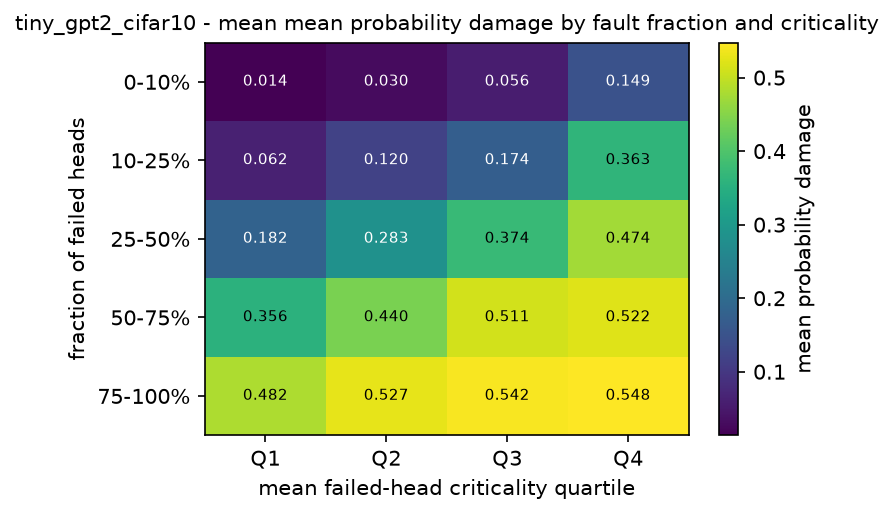 tiny_gpt2_cifar10 - mean mean probability damage by fault fraction and criticality
fraction of failed heads
0-10% 0.014 0.030 0.056 0.149
10-25% 0.062 0.120 0.174 0.363
25-50% 0.182 0.283 0.374 0.474
50-75% 0.356 0.440 0.511 0.522
75-100% 0.482 0.527 0.542 0.548
Q1 Q2 Q3 Q4
mean failed-head criticality quartile
0.5
0.4
0.3
0.2
0.1
mean probability damage